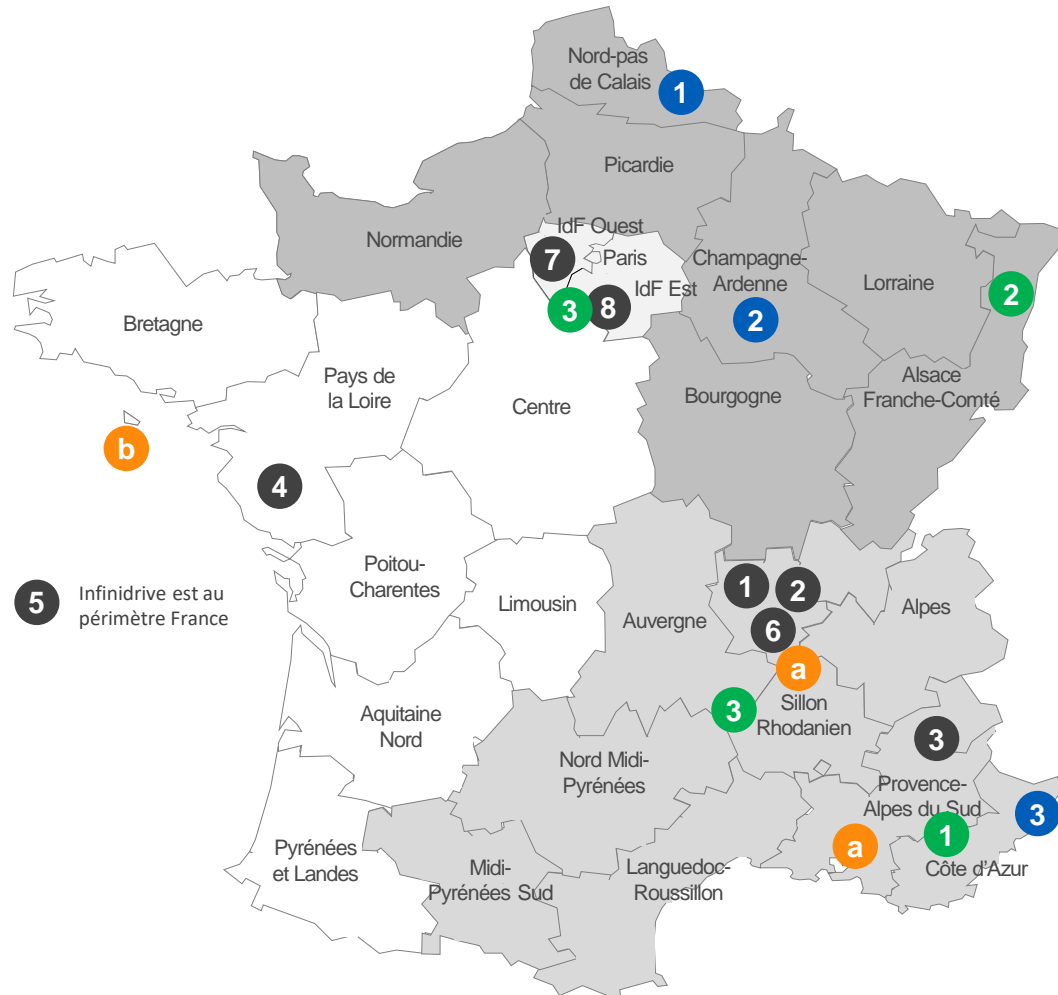 Nord-pas
de Calais
1
Picardie
IdF Ouest
Normandie
7
Paris
Champagne-
Ardenne
IdF Est
Lorraine
2
3
8
2
Bretagne
Pays de
la Loire
Alsace
Franche-Comté
Bourgogne
Centre
b
4
Poitou-
Charentes
1
2
5
Infinidrive est au
périmètre France
Limousin
Auvergne
Alpes
6
a
Sillon
Rhodanien
3
Aquitaine
Nord
3
Nord Midi-
Pyrénées
Provence-
Alpes du Sud
3
1
a
Pyrénées
et Landes
Midi-
Pyrénées Sud
Languedoc-
Roussillon
Côte d'Azur